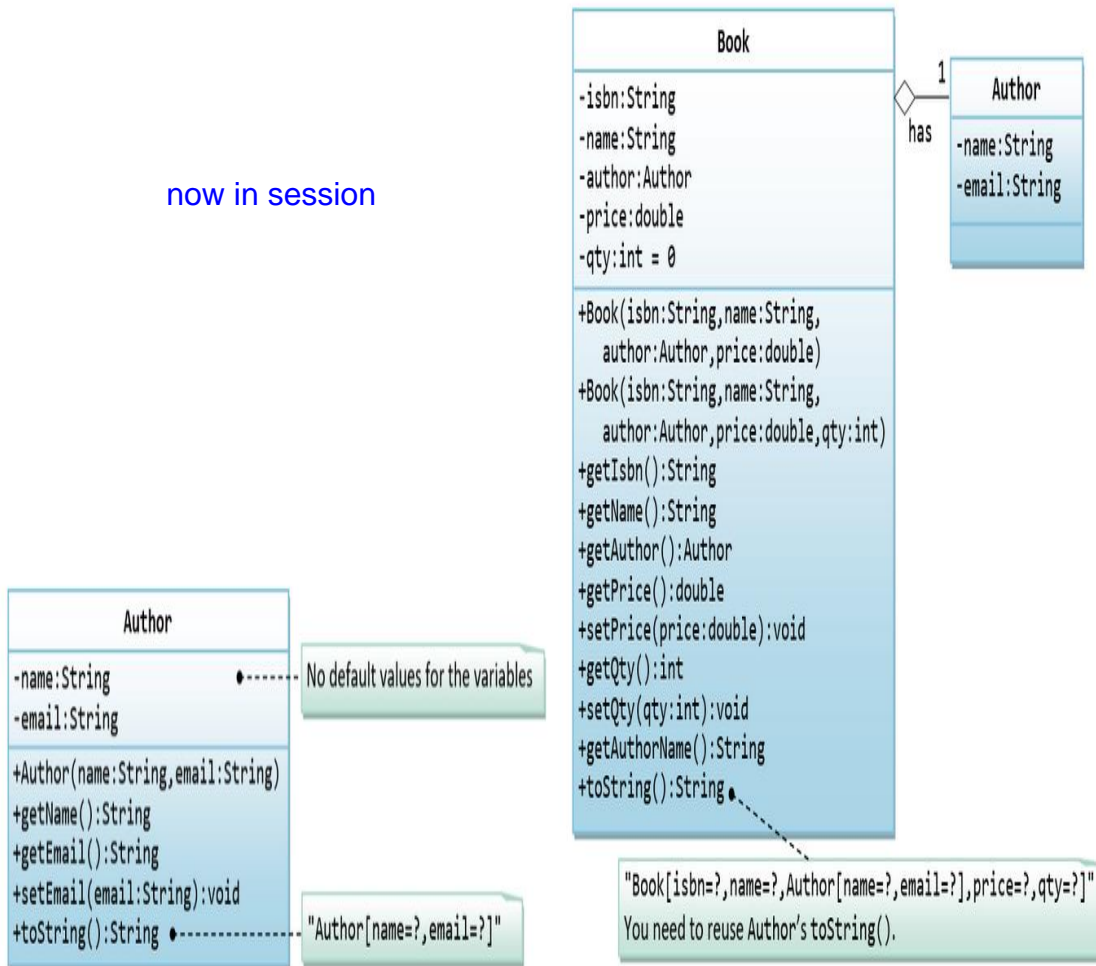 now in session
Book
-isbn:String
-name:String
-author:Author
-price:double
-qty:int = 0
+Book(isbn:String,name:String,
author:Author,price:double)
+Book(isbn:String,name:String,
author:Author,price:double,qty:int)
+getIsbn():String
+getName():String
+getAuthor():Author
+getPrice():double
+setPrice(price:double):void
+getQty():int
+setQty(qty:int):void
+getAuthorName():String
+toString():String
1
has
Author
-name:String
-email:String
Author
-name:String
-email:String
+Author(name:String,email:String)
+getName():String
+getEmail():String
+setEmail(email:String):void
+toString():String
No default values for the variables
"Author[name=?,email=?]"
"Book[isbn=?,name=?,Author[name=?,email=?],price=?,qty=?]"
You need to reuse Author's toString().